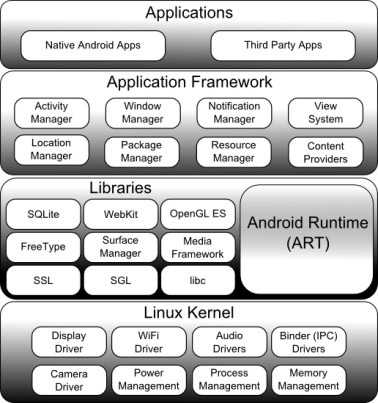 Applications
Native Android Apps
Third Party Apps
Application Framework
Activity
Manager
Window
Manager
Notification
Manager
View
System
Location
Manager
Package
Manager
Resource
Manager
Content
Providers
Libraries
SQLite
WebKit
OpenGL ES
FreeType
Surface
Manager
Media
Framework
SSL
SGL
libc
Android Runtime
(ART)
Linux Kernel
Display
Driver
WiFi
Driver
Audio
Drivers
Binder (IPC)
Drivers
Camera
Driver
Power
Management
Process
Management
Memory
Management